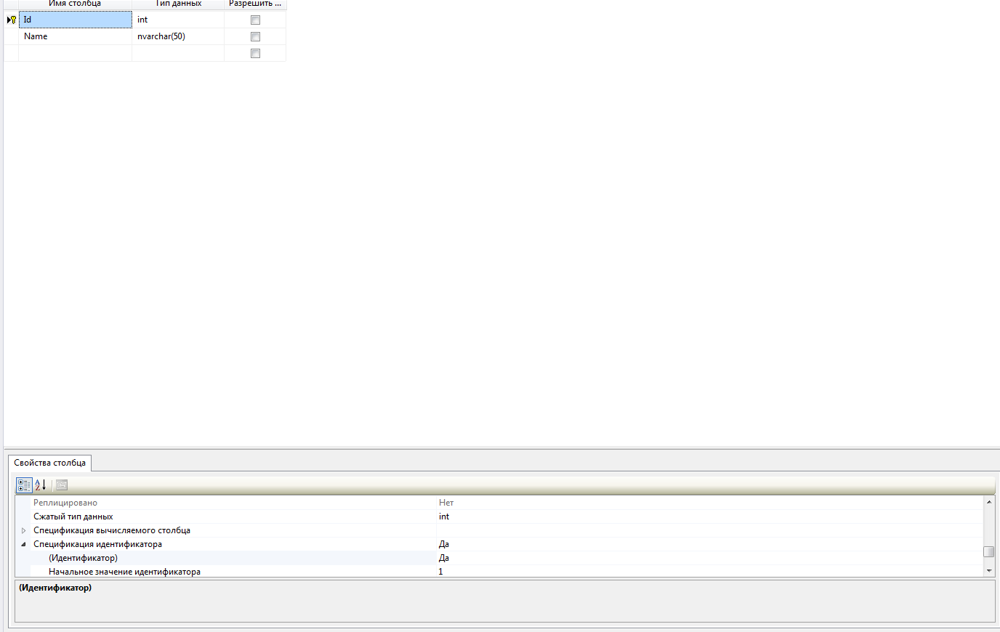 Имя столбца Тип данных Разрешить ...
Id int
Name nvarchar(50)
Свойства столбца
Реплицировано Нет
Сжатый тип данных int
Спецификация вычисляемого столбца
Спецификация идентификатора Да
(Идентификатор) Да
Начальное значение идентификатора 1
(Идентификатор)